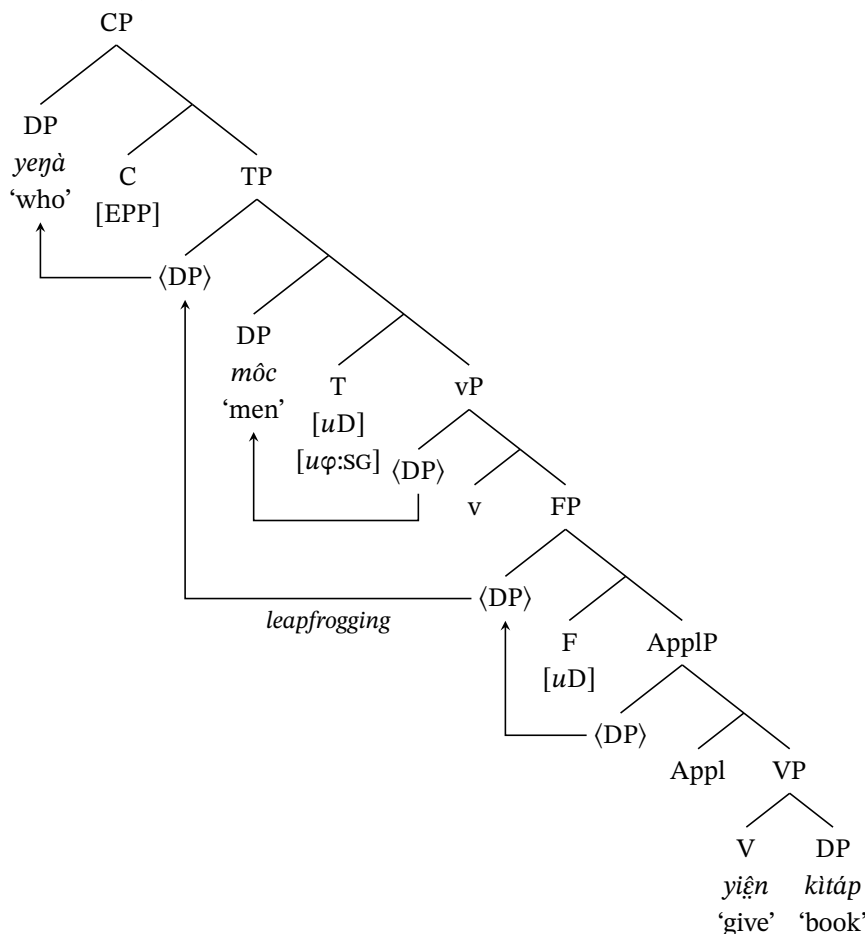 CP
DP
yeŋà
‘who’
C
[EPP]
TP
⟨DP⟩
DP
môc
‘men’
T
[uD]
[uφ:SG]
vP
⟨DP⟩
v
FP
⟨DP⟩
leapfrogging
F
[uD]
ApplP
⟨DP⟩
Appl
VP
V
yiɛ̤̂n
‘give’
DP
kìtáp
‘book’